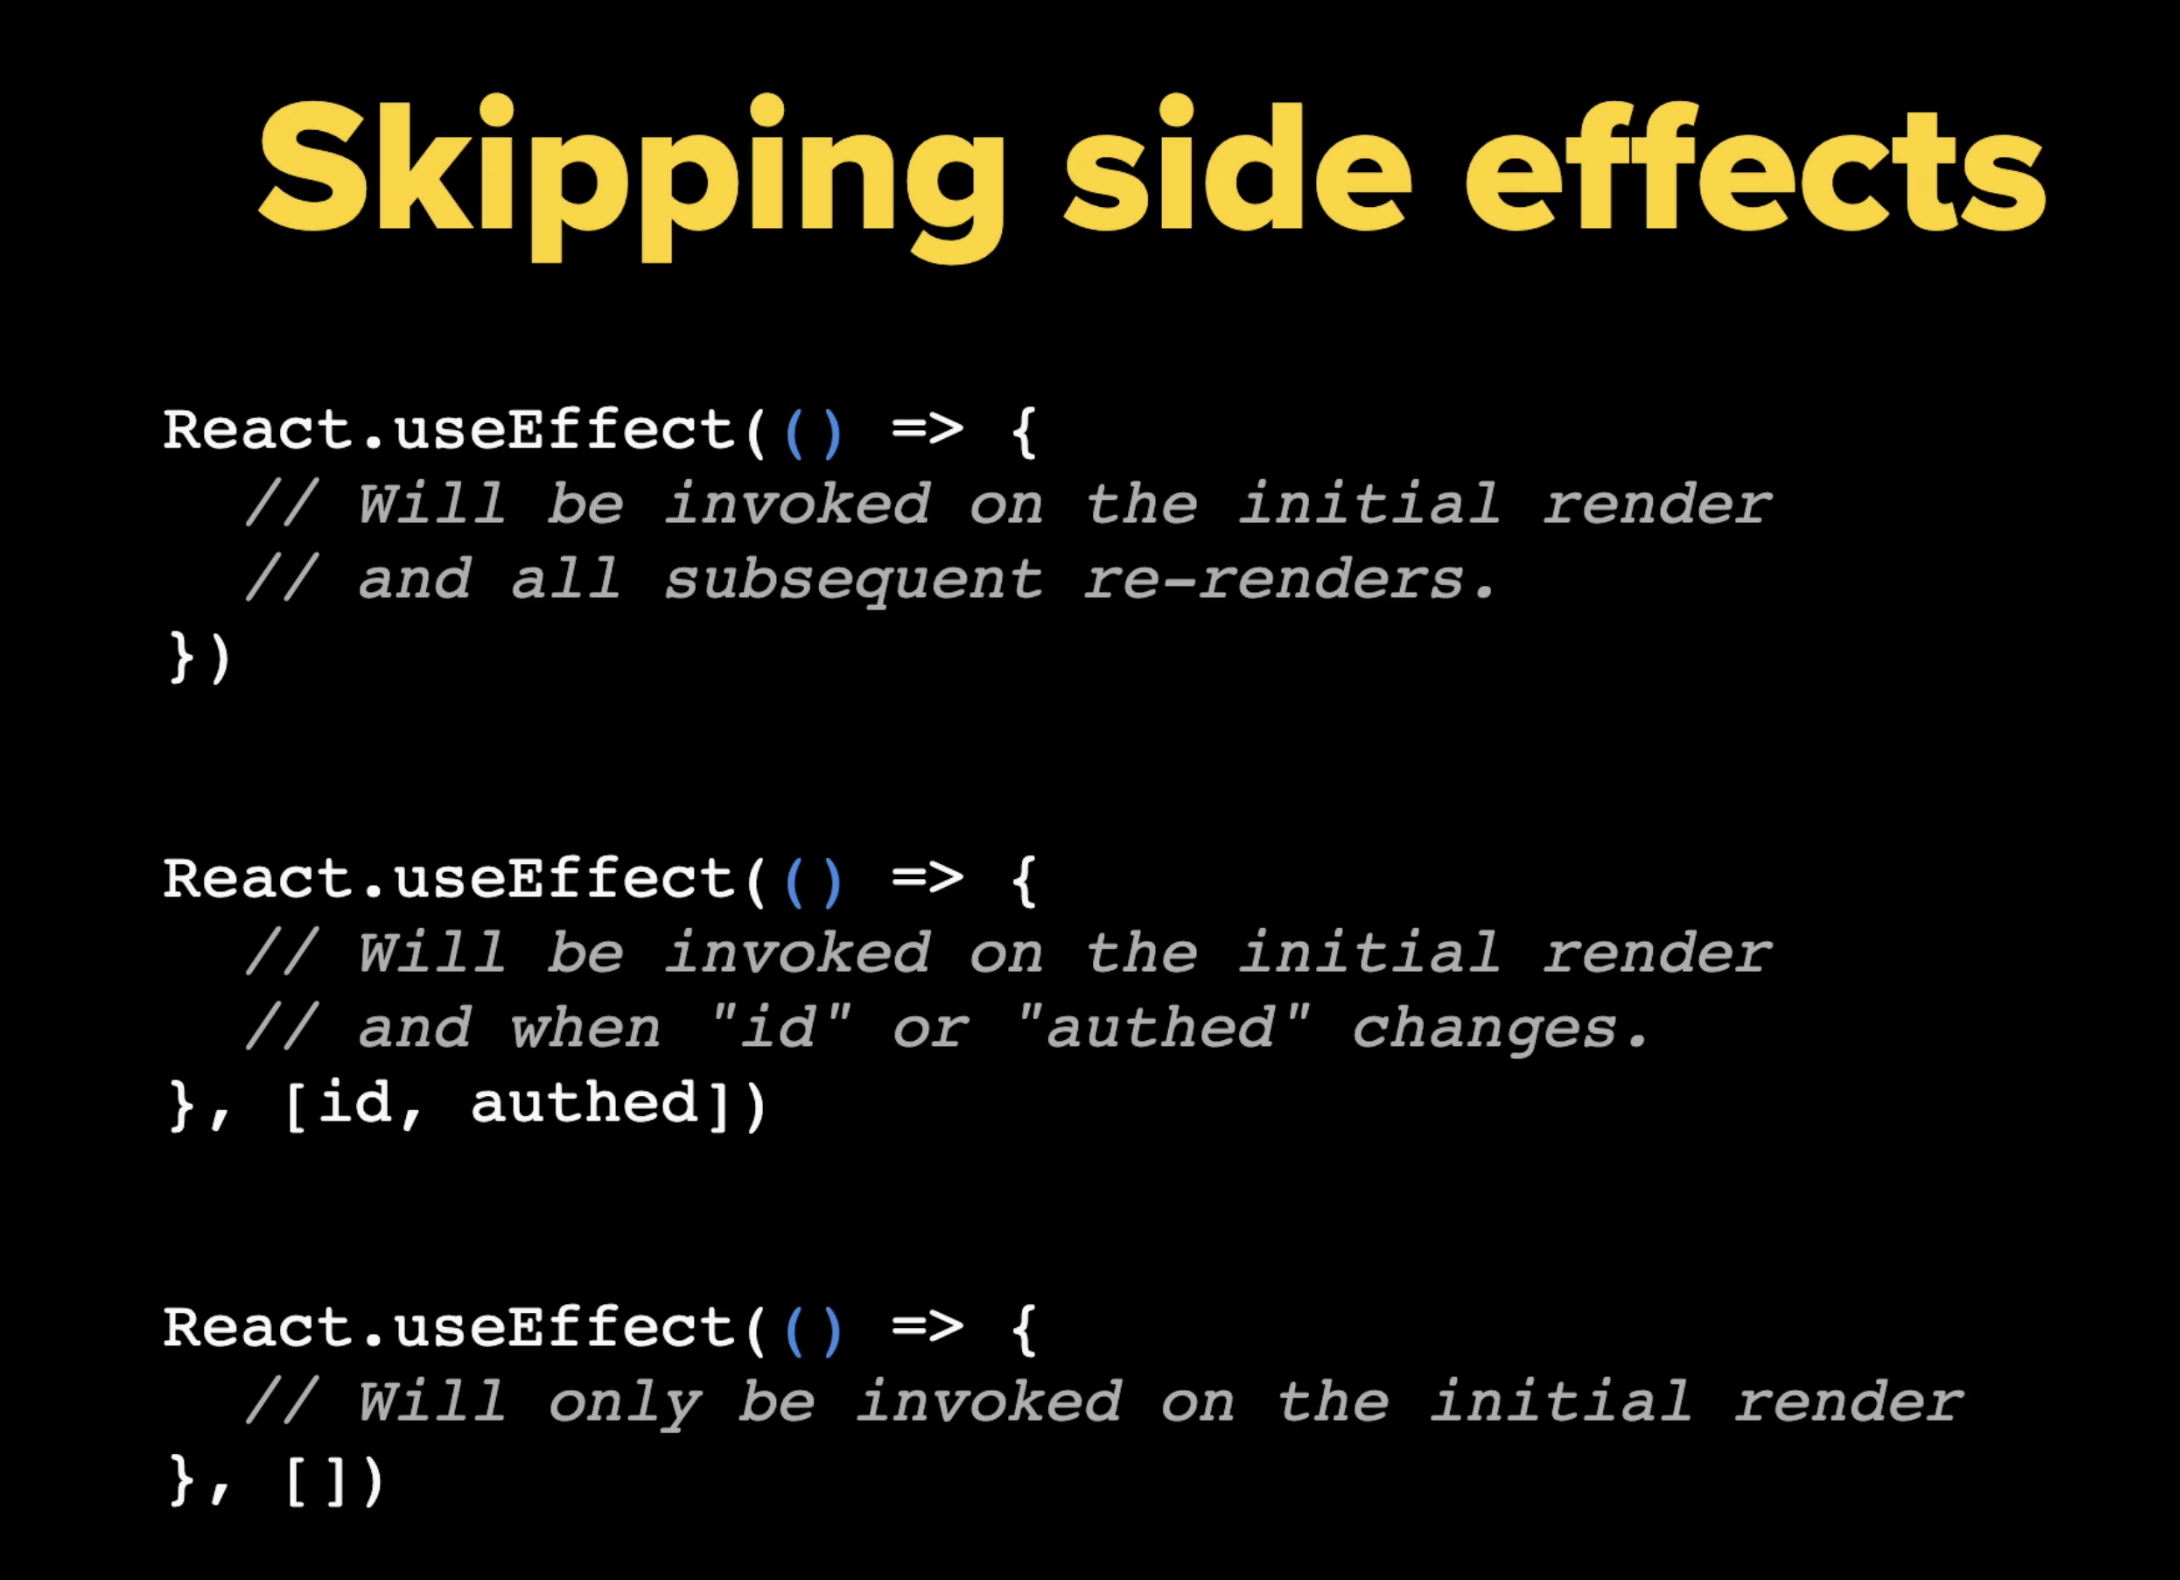 Skipping side effects
React.useEffect(() => {
  // Will be invoked on the initial render
  // and all subsequent re-renders.
})
React.useEffect(() => {
  // Will be invoked on the initial render
  // and when "id" or "authed" changes.
}, [id, authed])
React.useEffect(() => {
  // Will only be invoked on the initial render
}, [])